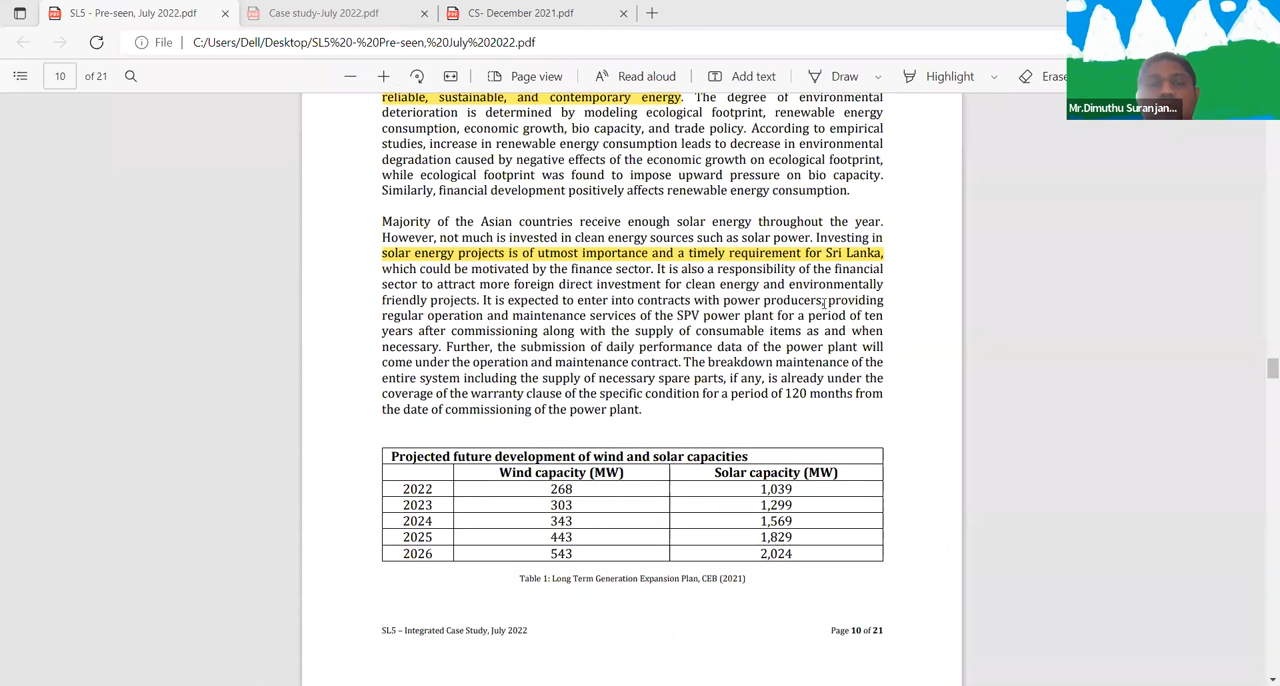 SL5 - Pre-seen, July 2022.pdf
Case study-July 2022.pdf
CS- December 2021.pdf
File
C:/Users/Dell/Desktop/SL5%20-%20Pre-seen,%20July%202022.pdf
10 of 21
Page view
Read aloud
Add text
Draw
Highlight
Erase
Mr.Dimuthu Suranjan...
reliable, sustainable, and contemporary energy. The degree of environmental
deterioration is determined by modeling ecological footprint, renewable energy
consumption, economic growth, bio capacity, and trade policy. According to empirical
studies, increase in renewable energy consumption leads to decrease in environmental
degradation caused by negative effects of the economic growth on ecological footprint,
while ecological footprint was found to impose upward pressure on bio capacity.
Similarly, financial development positively affects renewable energy consumption.
Majority of the Asian countries receive enough solar energy throughout the year.
However, not much is invested in clean energy sources such as solar power. Investing in
solar energy projects is of utmost importance and a timely requirement for Sri Lanka,
which could be motivated by the finance sector. It is also a responsibility of the financial
sector to attract more foreign direct investment for clean energy and environmentally
friendly projects. It is expected to enter into contracts with power producers, providing
regular operation and maintenance services of the SPV power plant for a period of ten
years after commissioning along with the supply of consumable items as and when
necessary. Further, the submission of daily performance data of the power plant will
come under the operation and maintenance contract. The breakdown maintenance of the
entire system including the supply of necessary spare parts, if any, is already under the
coverage of the warranty clause of the specific condition for a period of 120 months from
the date of commissioning of the power plant.
Projected future development of wind and solar capacities
Wind capacity (MW) Solar capacity (MW)
2022 268 1,039
2023 303 1,299
2024 343 1,569
2025 443 1,829
2026 543 2,024
Table 1: Long Term Generation Expansion Plan, CEB (2021)
SL5 – Integrated Case Study, July 2022
Page 10 of 21